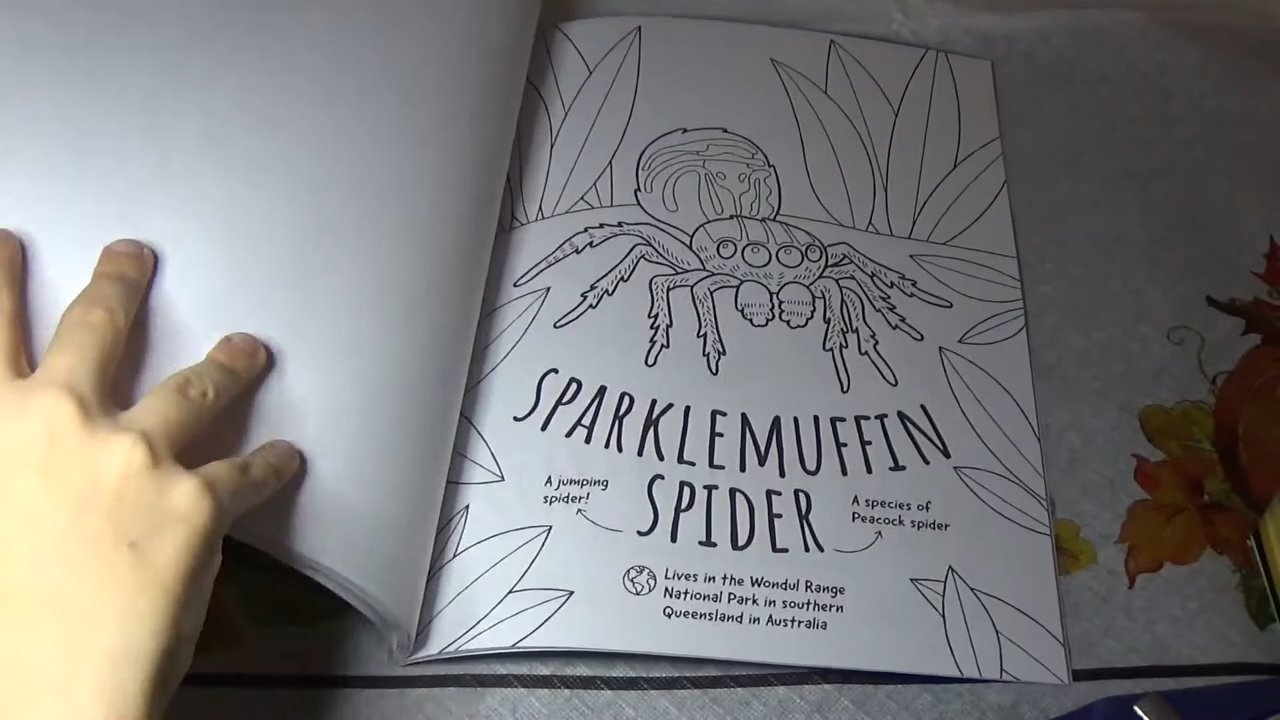 SPARKLEMUFFIN
SPIDER
A jumping
spider!
A species of
Peacock spider
Lives in the Wondul Range
National Park in southern
Queensland in Australia